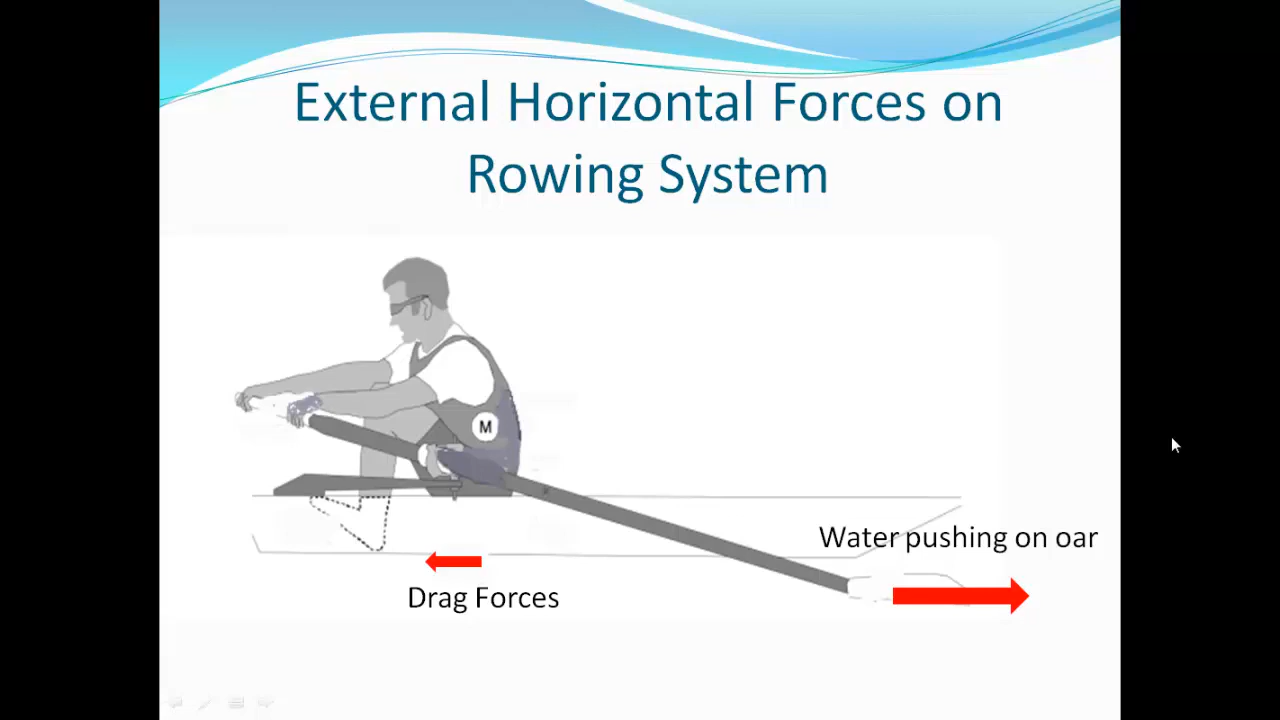 External Horizontal Forces on
Rowing System
M
Water pushing on oar
Drag Forces